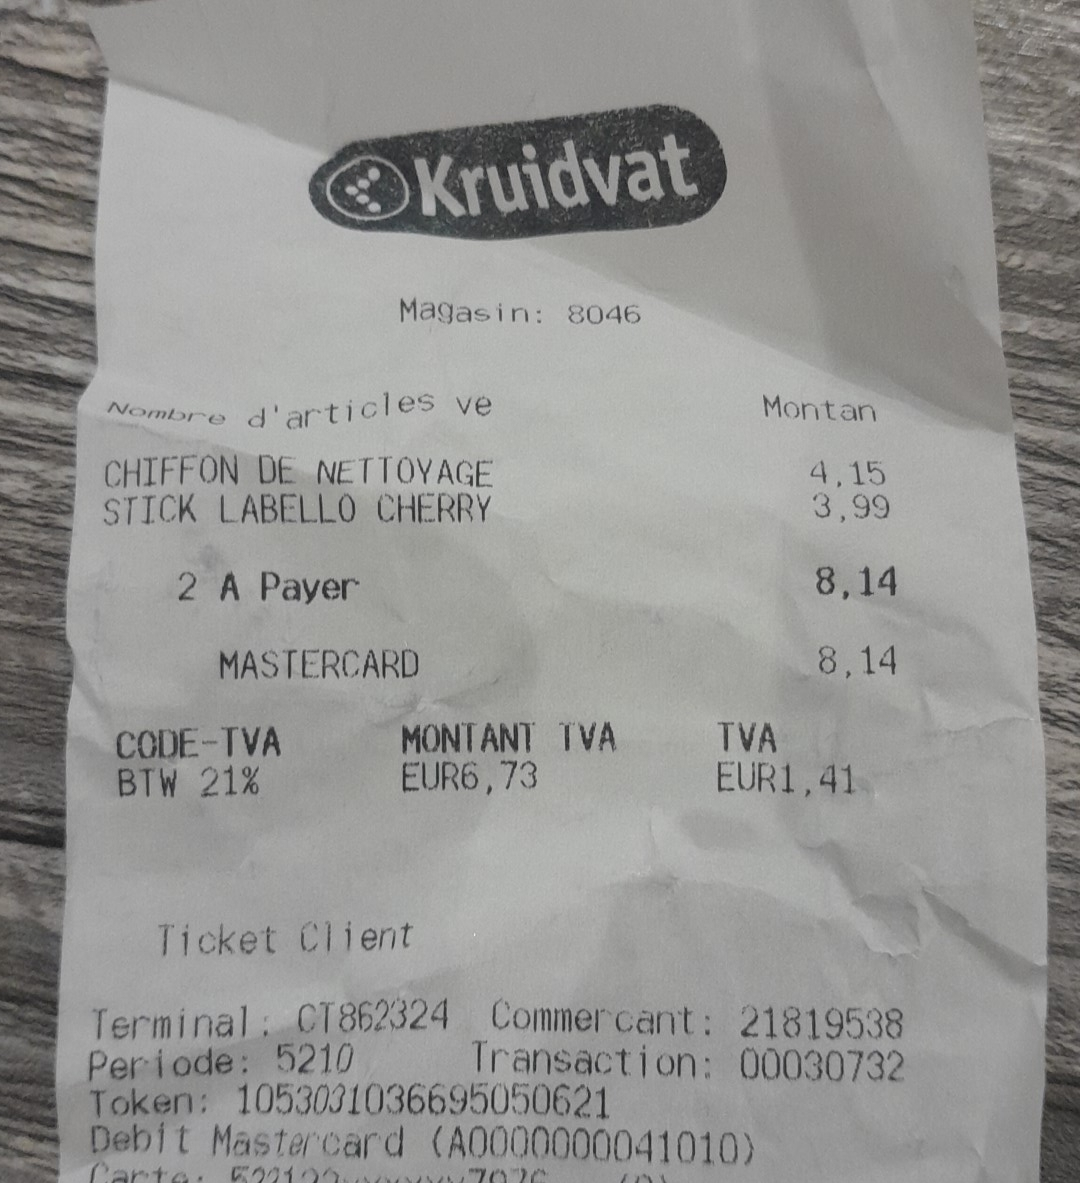 Kruidvat
Magasin: 8046
Nombre d'articles ve Montan
CHIFFON DE NETTOYAGE 4,15
STICK LABELLO CHERRY 3,99
2 A Payer 8,14
MASTERCARD 8,14
CODE-TVA MONTANT TVA TVA
BTW 21% EUR6,73 EUR1,41
Ticket Client
Terminal: CT862324 Commercant: 21819538
Periode: 5210 Transaction: 00030732
Token: 1053031036695050621
Debit Mastercard (A0000000041010)
Carte: